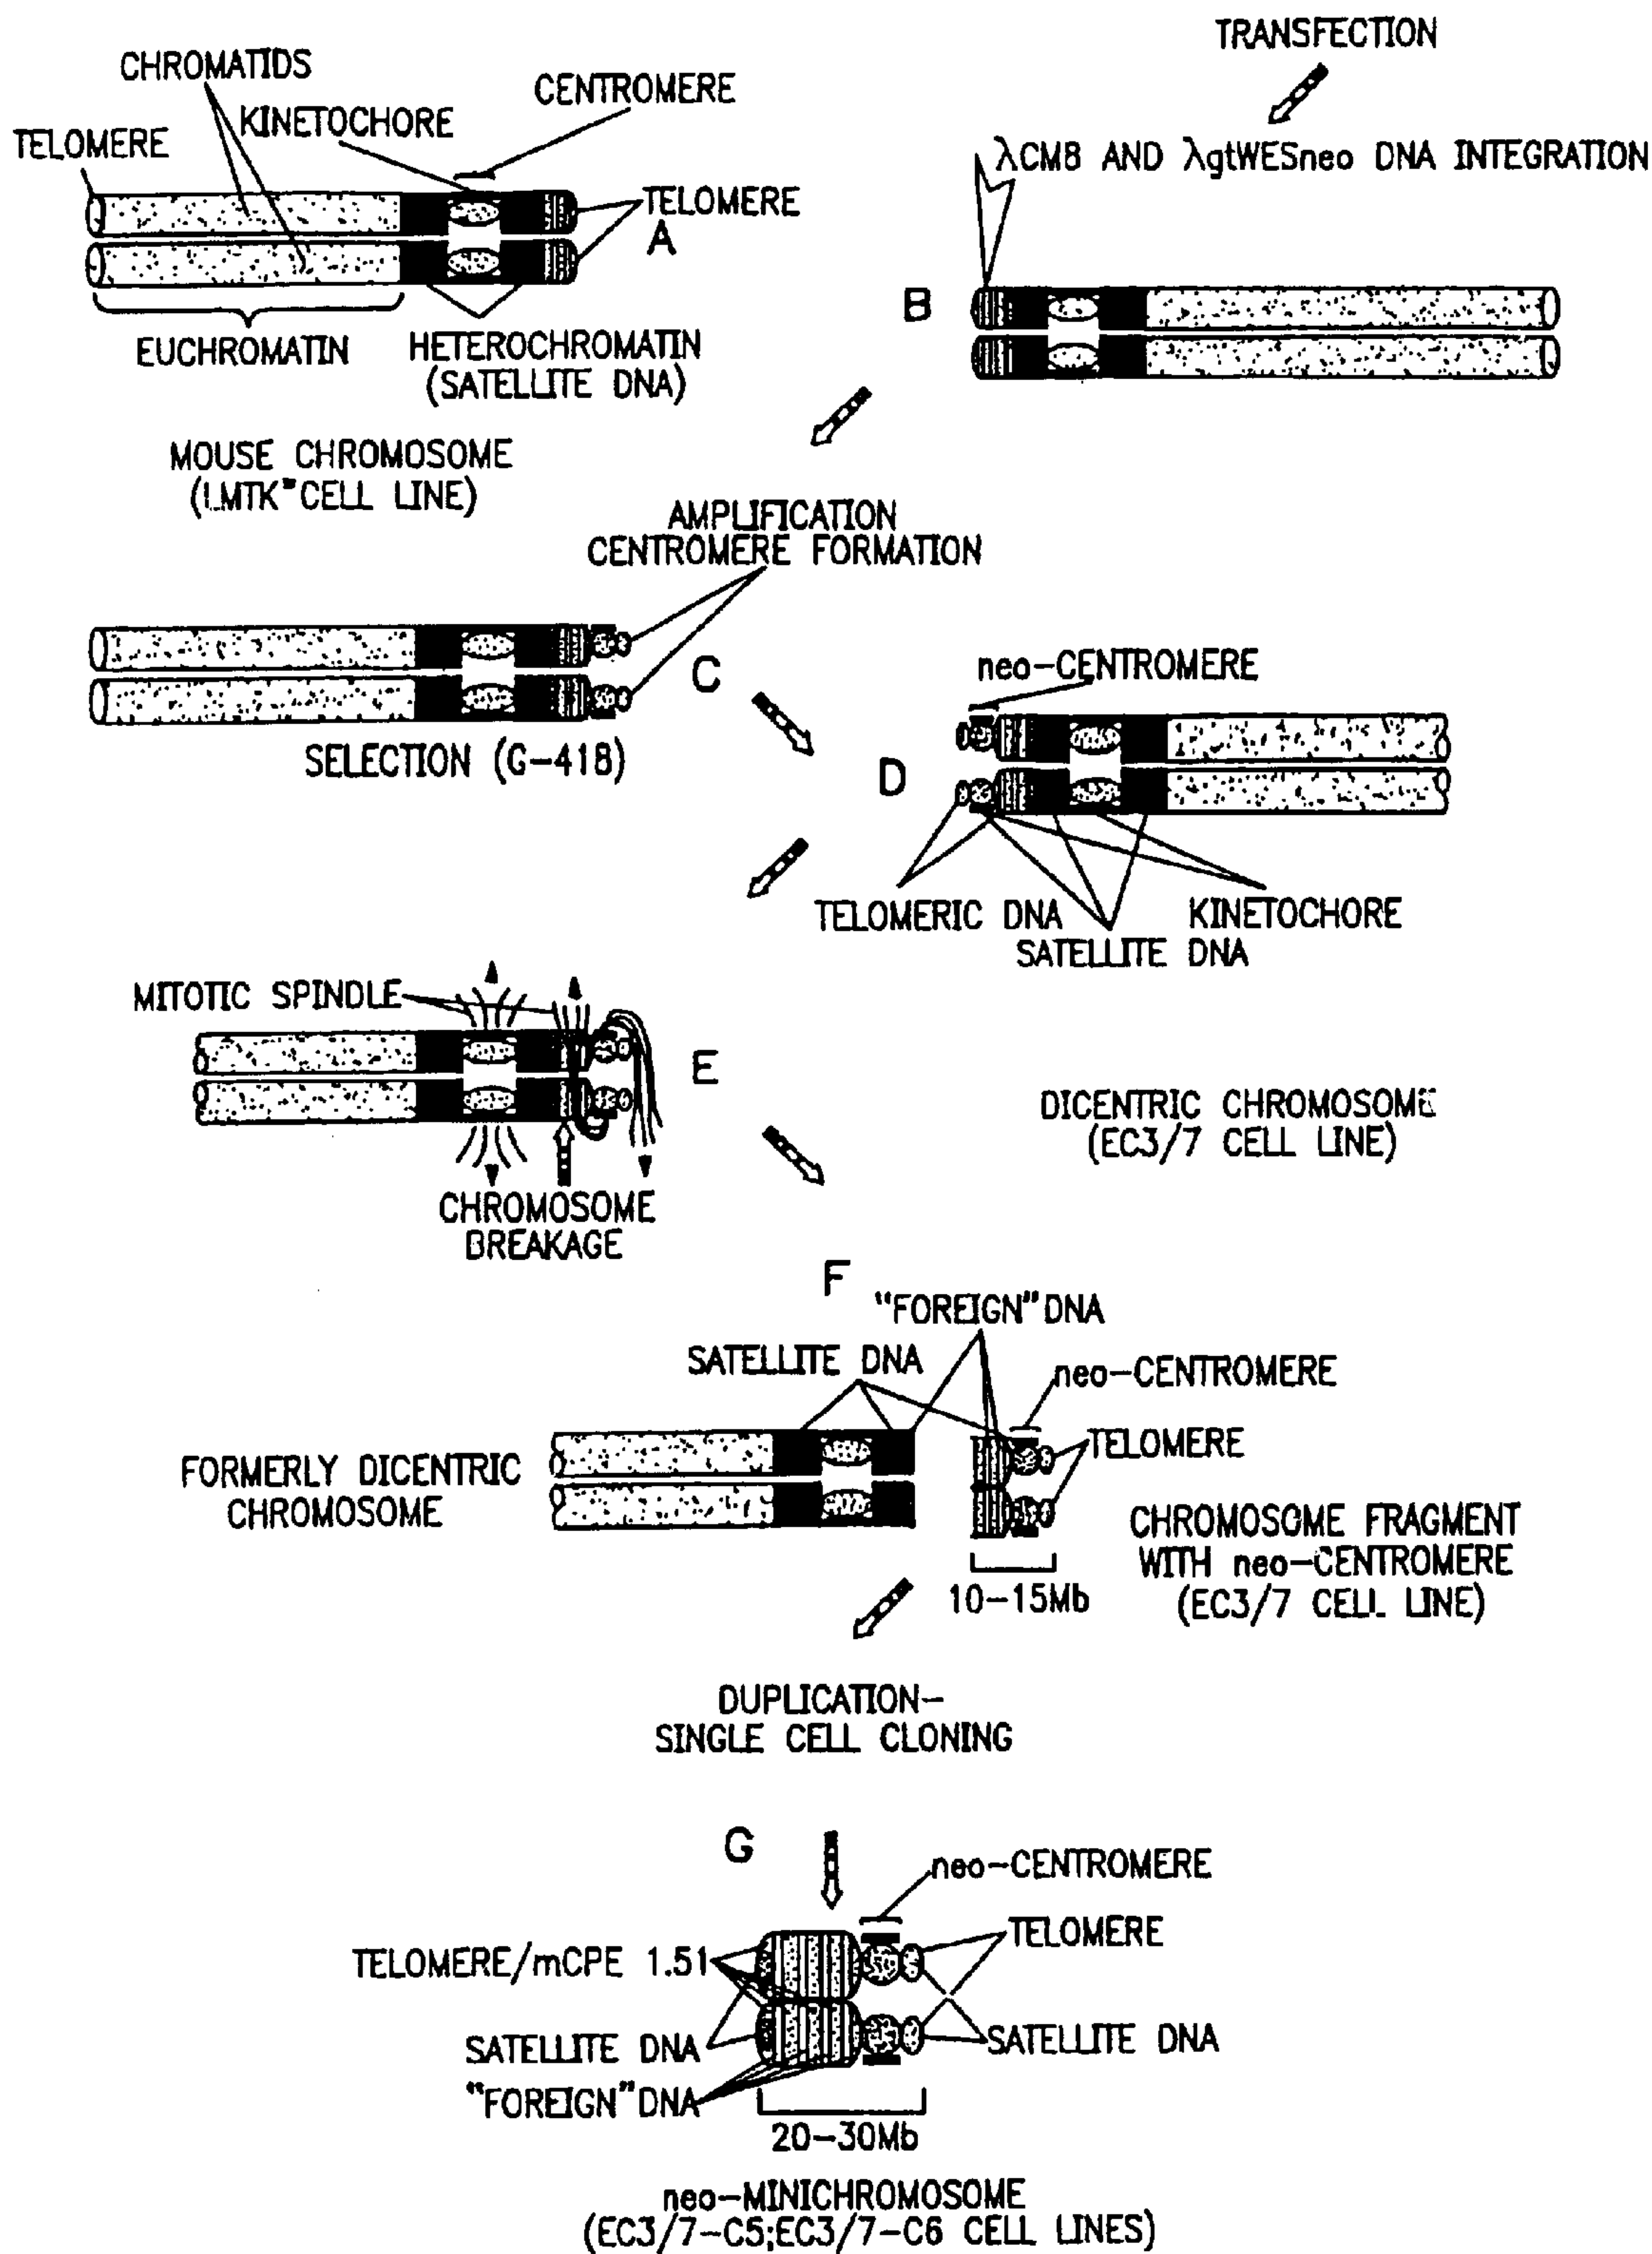 TRANSFECTION
CHROMATIDS
CENTROMERE
KINETOCHORE
TELOMERE
λCM8 AND λgtWESneo DNA INTEGRATION
TELOMERE
A
B
EUCHROMATIN
HETEROCHROMATIN
(SATELLITE DNA)
MOUSE CHROMOSOME
(LMTK⁻ CELL LINE)
AMPLIFICATION
CENTROMERE FORMATION
C
SELECTION (G-418)
neo-CENTROMERE
D
TELOMERIC DNA
KINETOCHORE
SATELLITE DNA
MITOTIC SPINDLE
E
DICENTRIC CHROMOSOME
(EC3/7 CELL LINE)
CHROMOSOME
BREAKAGE
F
"FOREIGN" DNA
SATELLITE DNA
neo-CENTROMERE
TELOMERE
FORMERLY DICENTRIC
CHROMOSOME
CHROMOSOME FRAGMENT
WITH neo-CENTROMERE
(EC3/7 CELL LINE)
10-15Mb
DUPLICATION-
SINGLE CELL CLONING
G
neo-CENTROMERE
TELOMERE
TELOMERE/mCPE 1.51
SATELLITE DNA
SATELLITE DNA
"FOREIGN" DNA
20-30Mb
neo-MINICHROMOSOME
(EC3/7-C5;EC3/7-C6 CELL LINES)